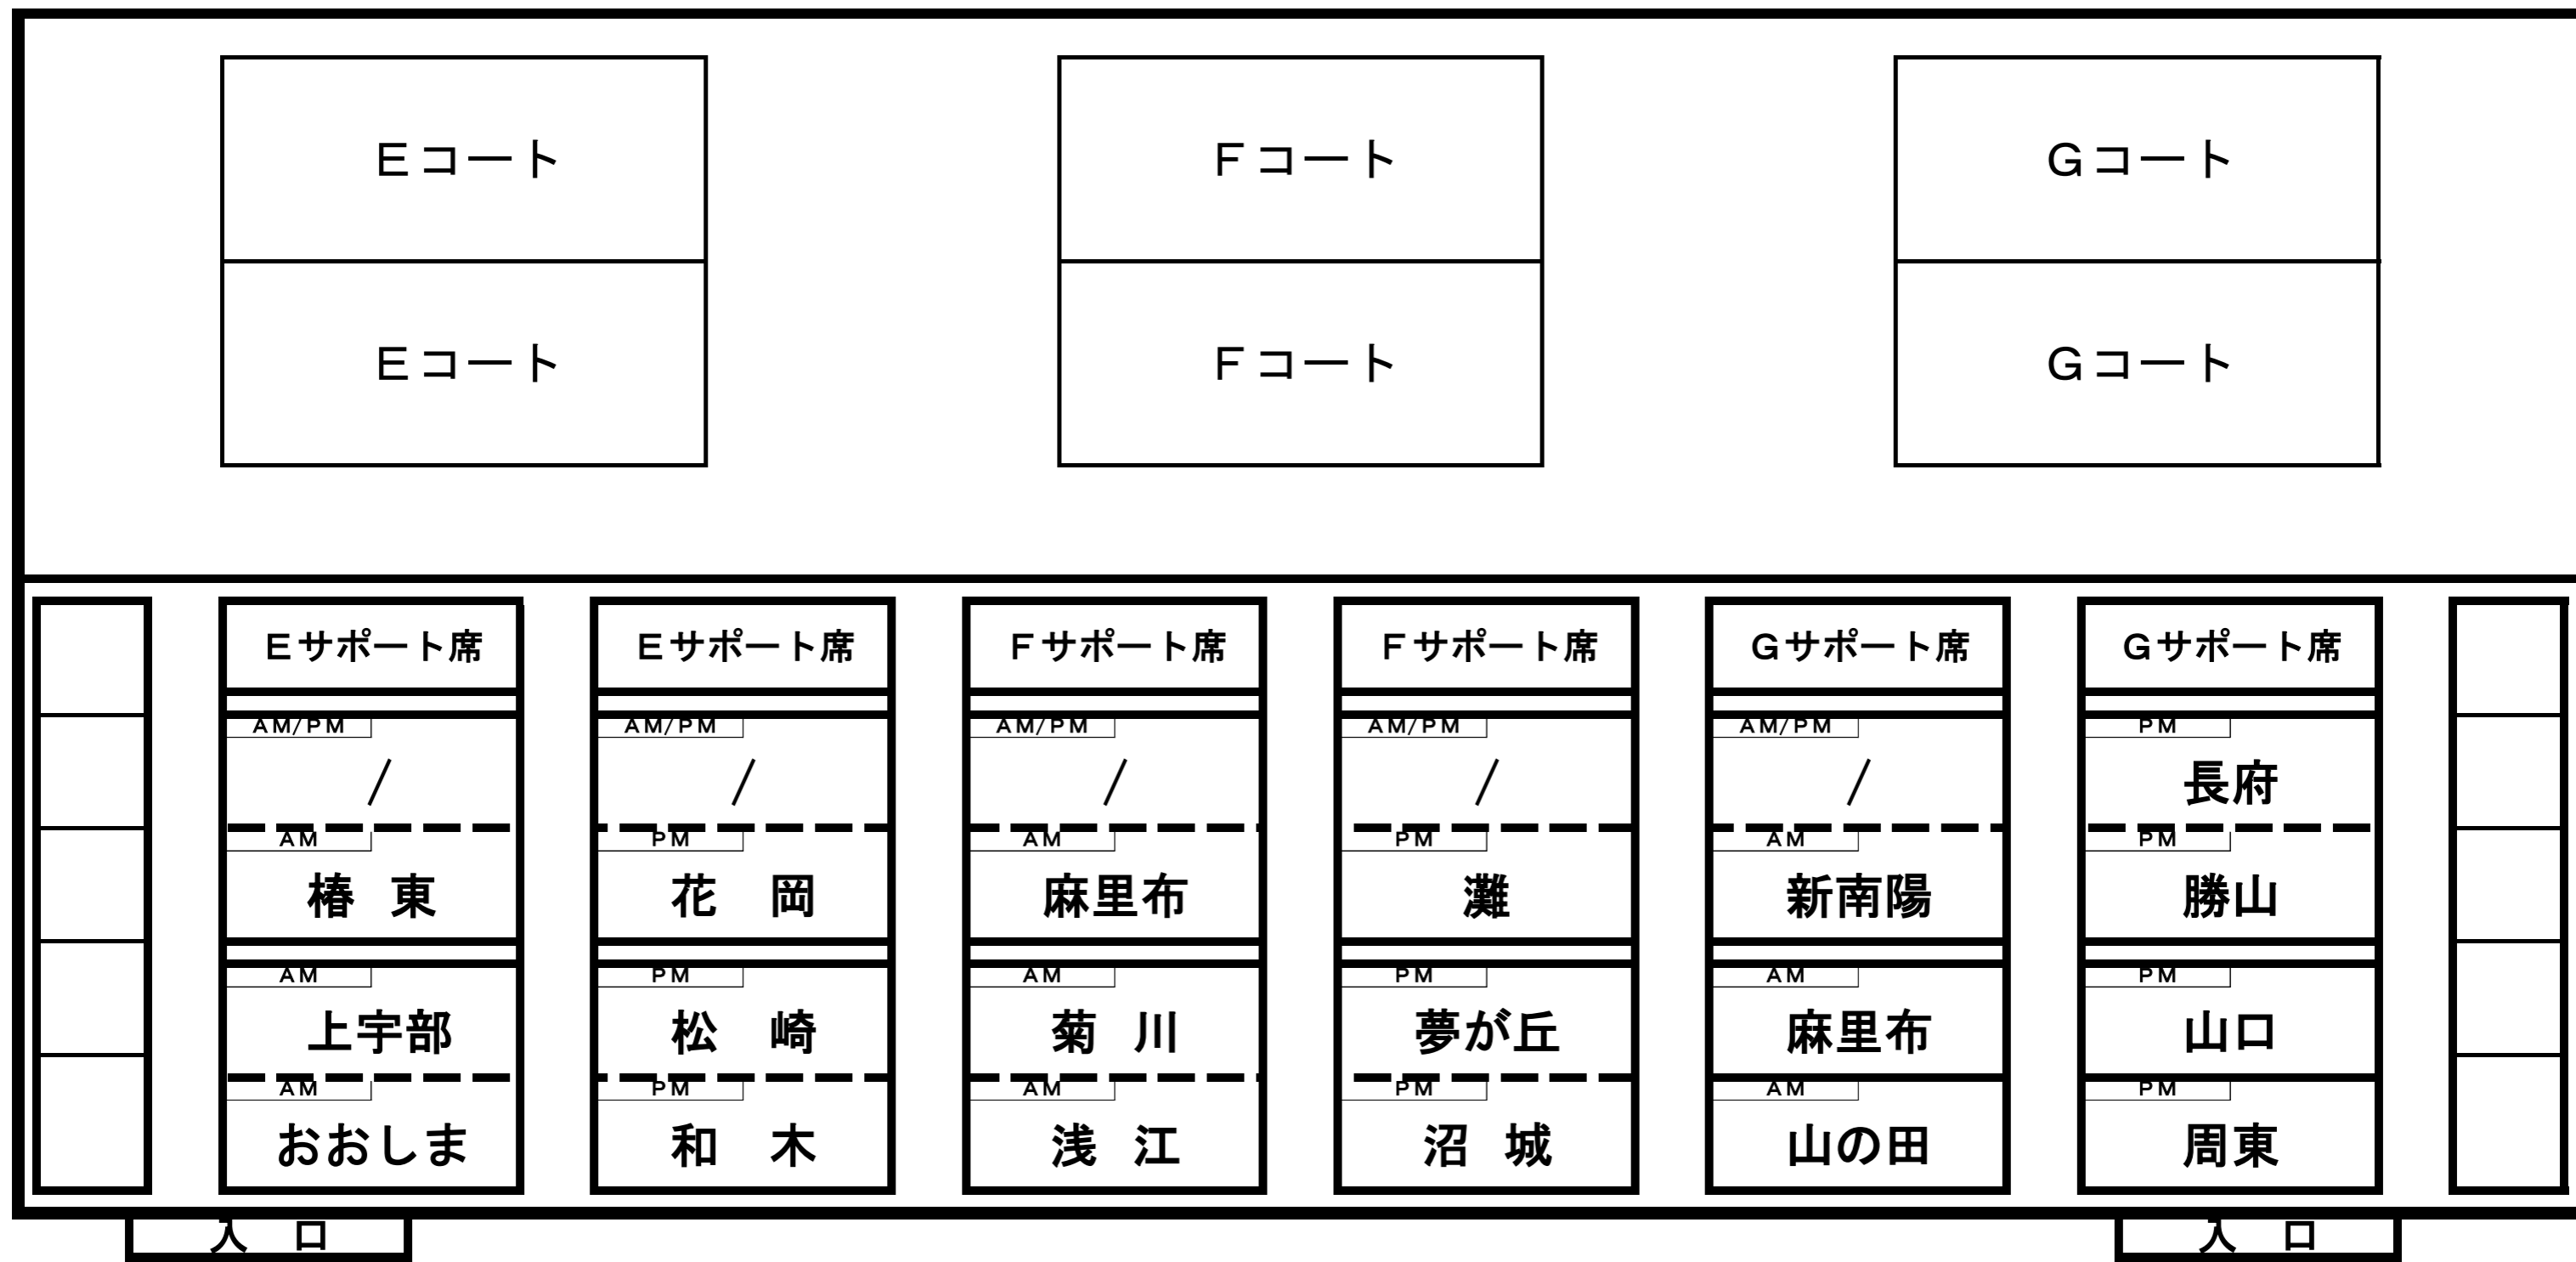 Eコート Fコート Gコート
Eコート Fコート Gコート
Eサポート席 Eサポート席 Fサポート席 Fサポート席 Gサポート席 Gサポート席
AM/PM AM/PM AM/PM AM/PM AM/PM PM
/ / / / / 長府
AM PM AM PM AM PM
椿 東 花 岡 麻里布 灘 新南陽 勝山
AM PM AM PM AM PM
上宇部 松 崎 菊 川 夢が丘 麻里布 山口
AM PM AM PM AM PM
おおしま 和 木 浅 江 沼 城 山の田 周東
入 口 入 口